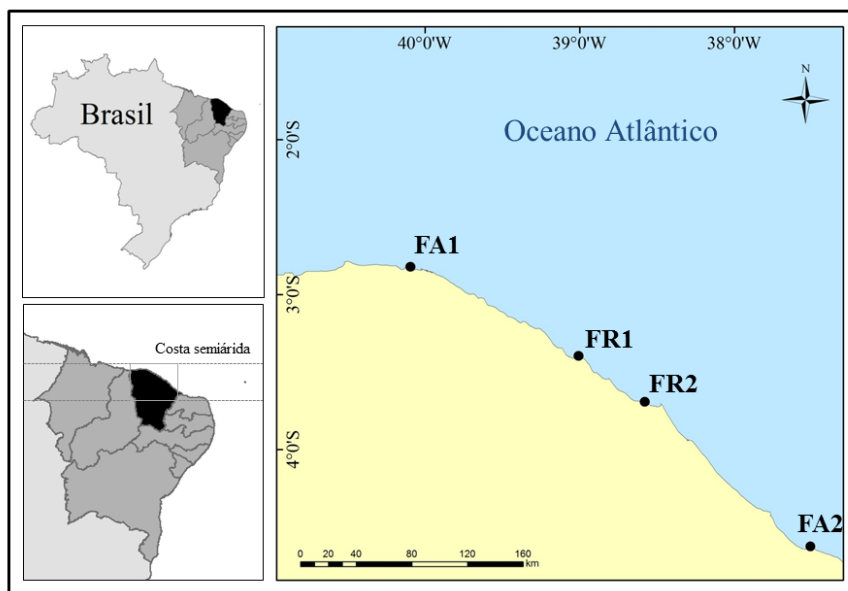 Brasil
Costa semiárida
40°0'W 39°0'W 38°0'W
N
2°0'S
Oceano Atlântico
FA1
3°0'S
FR1
FR2
4°0'S
FA2
0 10 20 40 80 120 160
km